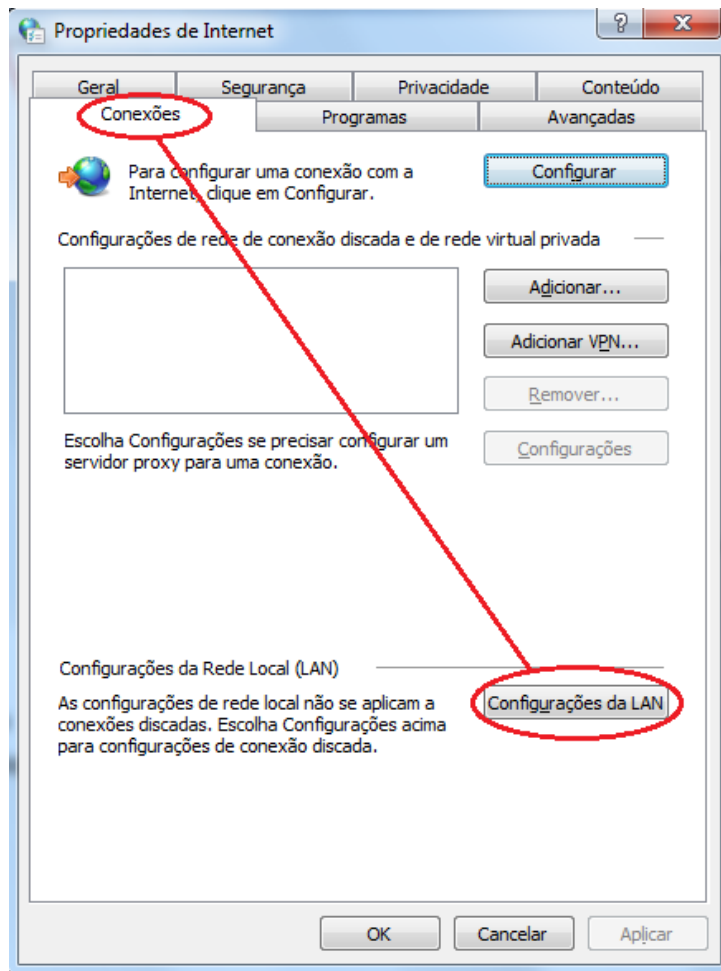 Propriedades de Internet
Geral
Segurança
Privacidade
Conteúdo
Conexões
Programas
Avançadas
Para configurar uma conexão com a
Internet, clique em Configurar.
Configurar
Configurações de rede de conexão discada e de rede virtual privada
Adicionar...
Adicionar VPN...
Remover...
Escolha Configurações se precisar configurar um
servidor proxy para uma conexão.
Configurações
Configurações da Rede Local (LAN)
As configurações de rede local não se aplicam a
conexões discadas. Escolha Configurações acima
para configurações de conexão discada.
Configurações da LAN
OK
Cancelar
Aplicar